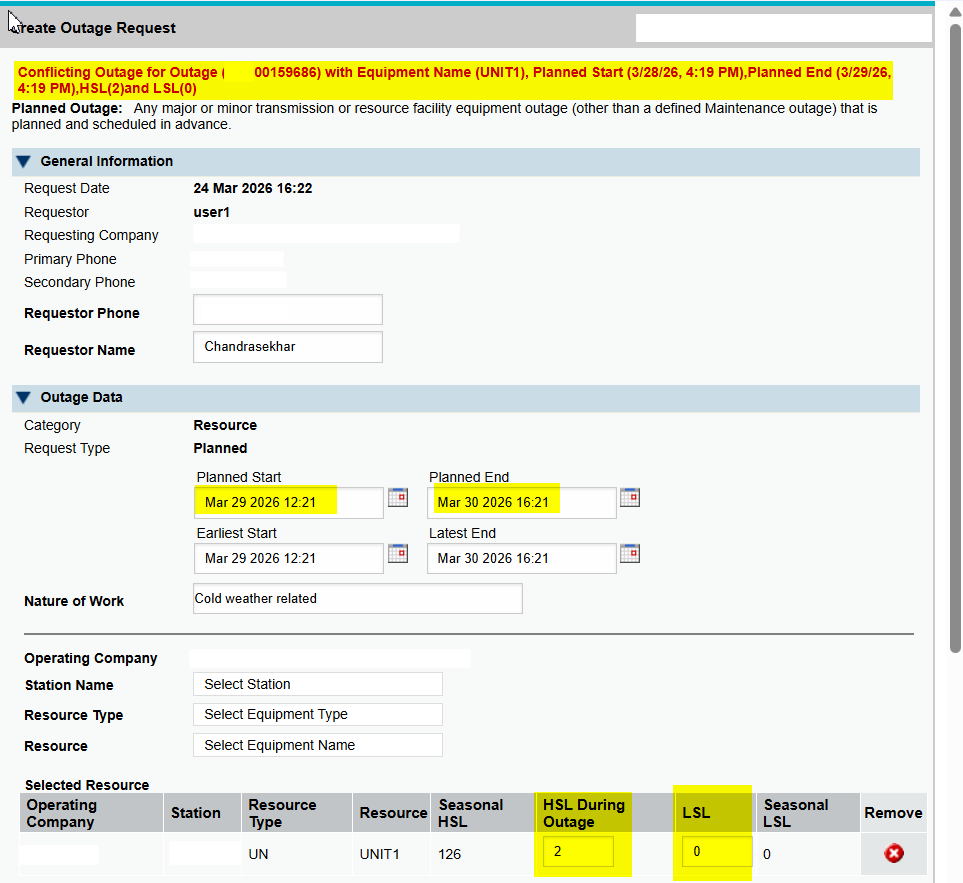 reate Outage Request
Conflicting Outage for Outage ( 00159686) with Equipment Name (UNIT1), Planned Start (3/28/26, 4:19 PM),Planned End (3/29/26,
4:19 PM),HSL(2)and LSL(0)
Planned Outage: Any major or minor transmission or resource facility equipment outage (other than a defined Maintenance outage) that is
planned and scheduled in advance.
General Information
Request Date 24 Mar 2026 16:22
Requestor user1
Requesting Company
Primary Phone
Secondary Phone
Requestor Phone
Requestor Name Chandrasekhar
Outage Data
Category Resource
Request Type Planned
Planned Start Planned End
Mar 29 2026 12:21 Mar 30 2026 16:21
Earliest Start Latest End
Mar 29 2026 12:21 Mar 30 2026 16:21
Nature of Work Cold weather related
Operating Company
Station Name Select Station
Resource Type Select Equipment Type
Resource Select Equipment Name
Selected Resource
Operating Company Station Resource Type Resource Seasonal HSL HSL During Outage LSL Seasonal LSL Remove
UN UNIT1 126 2 0 0